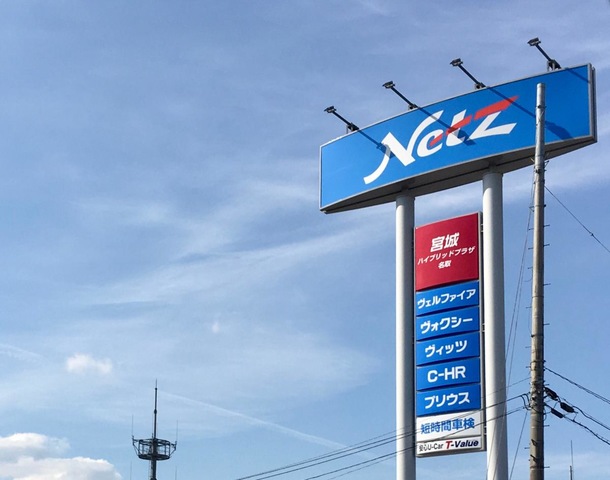 Netz
宮城
ハイブリッドプラザ
名取
ヴェルファイア
ヴォクシー
ヴィッツ
C-HR
プリウス
短時間車検
安心U-Car T-Value